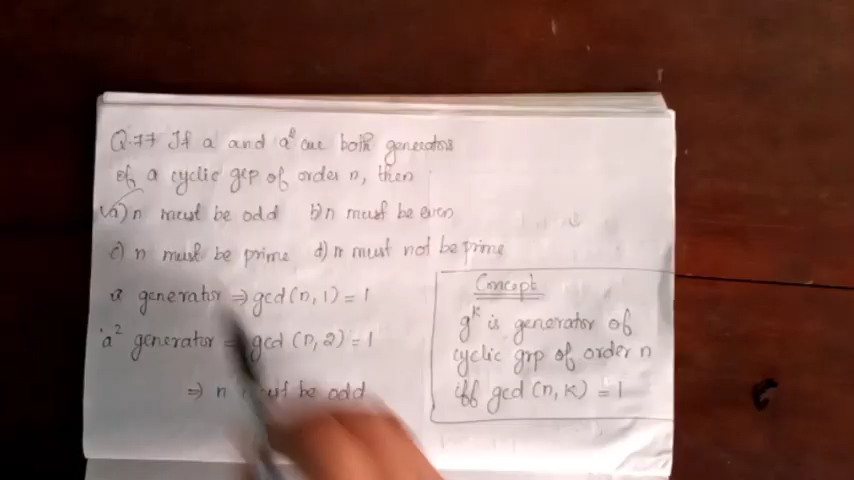 Q.77 If a and a² are both generators
of a cyclic grp of order n, then
(a) n must be odd b) n must be even
c) n must be prime d) n must not be prime
a generator ⇒ gcd(n, 1) = 1
a² generator ⇒ gcd (n, 2) = 1
⇒ n must be odd
Concept
gᵏ is generator of
cyclic grp of order n
iff gcd (n, k) = 1